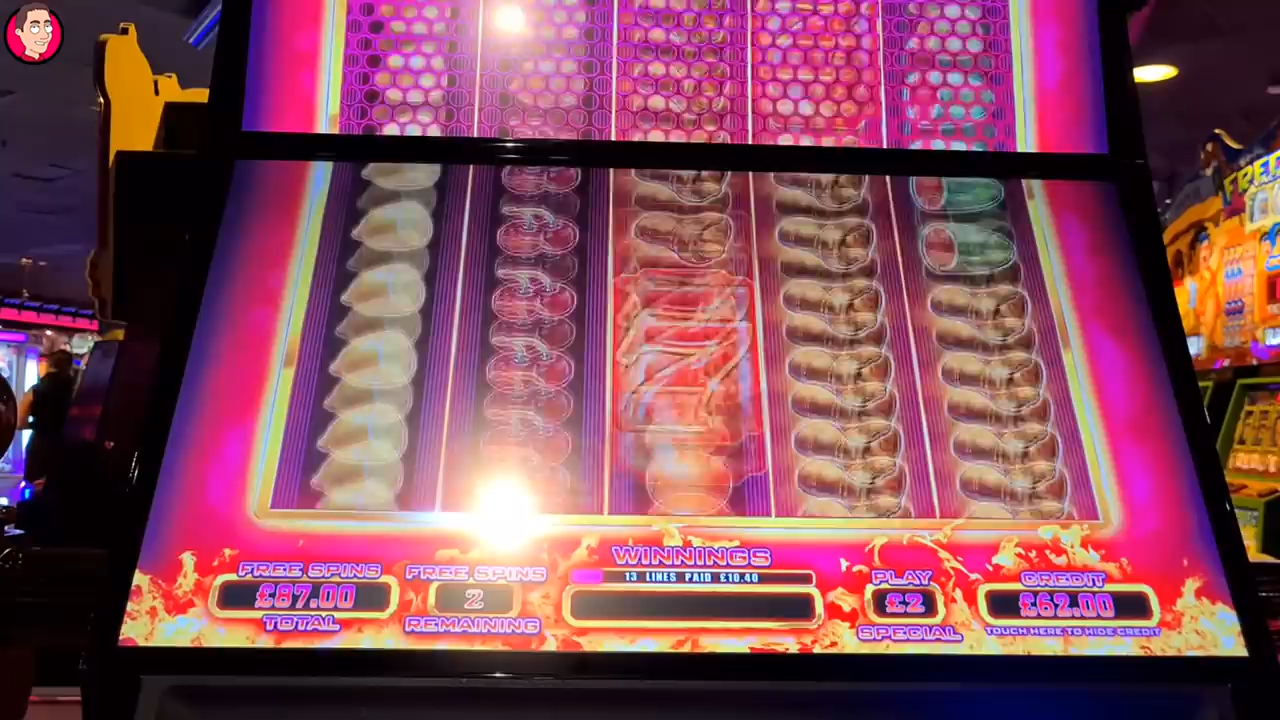 FREE
WINNINGS
FREE SPINS
£87.00
TOTAL
FREE SPINS
2
REMAINING
13 LINES PAID £10.40
PLAY
£2
SPECIAL
CREDIT
£62.00
TOUCH HERE TO HIDE CREDIT